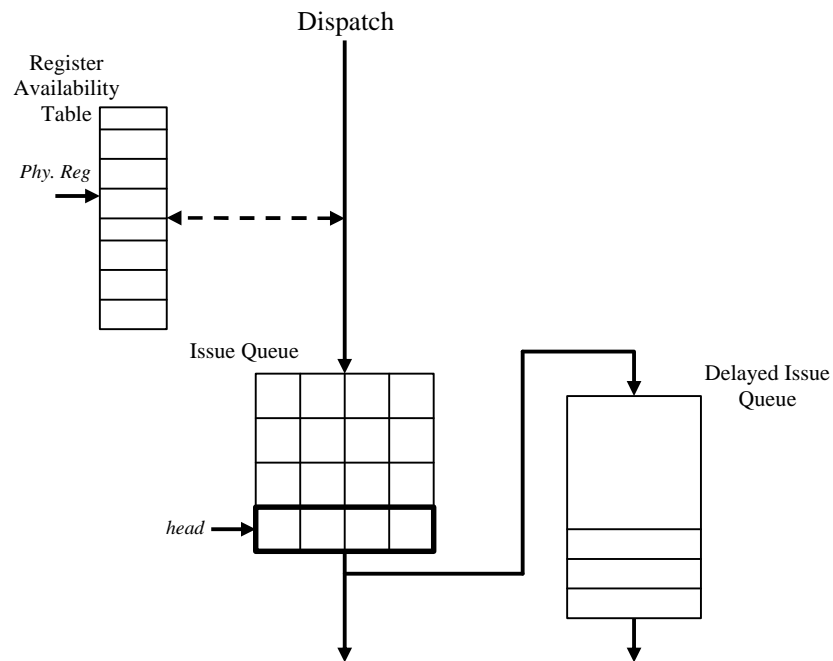 Dispatch
Register
Availability
Table
Phy. Reg
Issue Queue
Delayed Issue
Queue
head